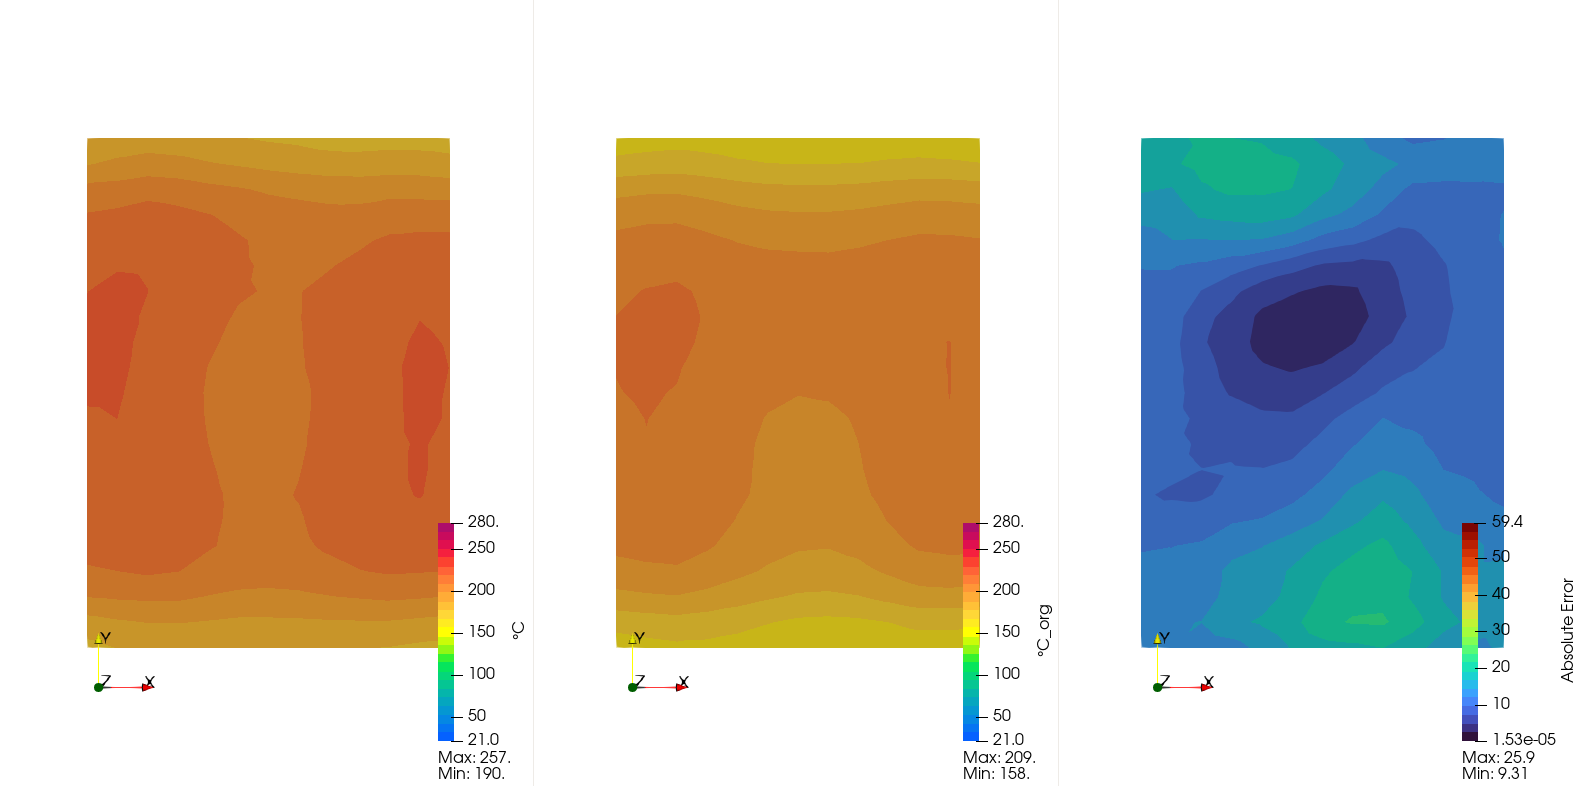 Y
Z
X
280.
250
200
150
100
50
21.0
°C
Max: 257.
Min: 190.
Y
Z
X
280.
250
200
150
100
50
21.0
°C_org
Max: 209.
Min: 158.
Y
Z
X
59.4
50
40
30
20
10
1.53e-05
Absolute Error
Max: 25.9
Min: 9.31